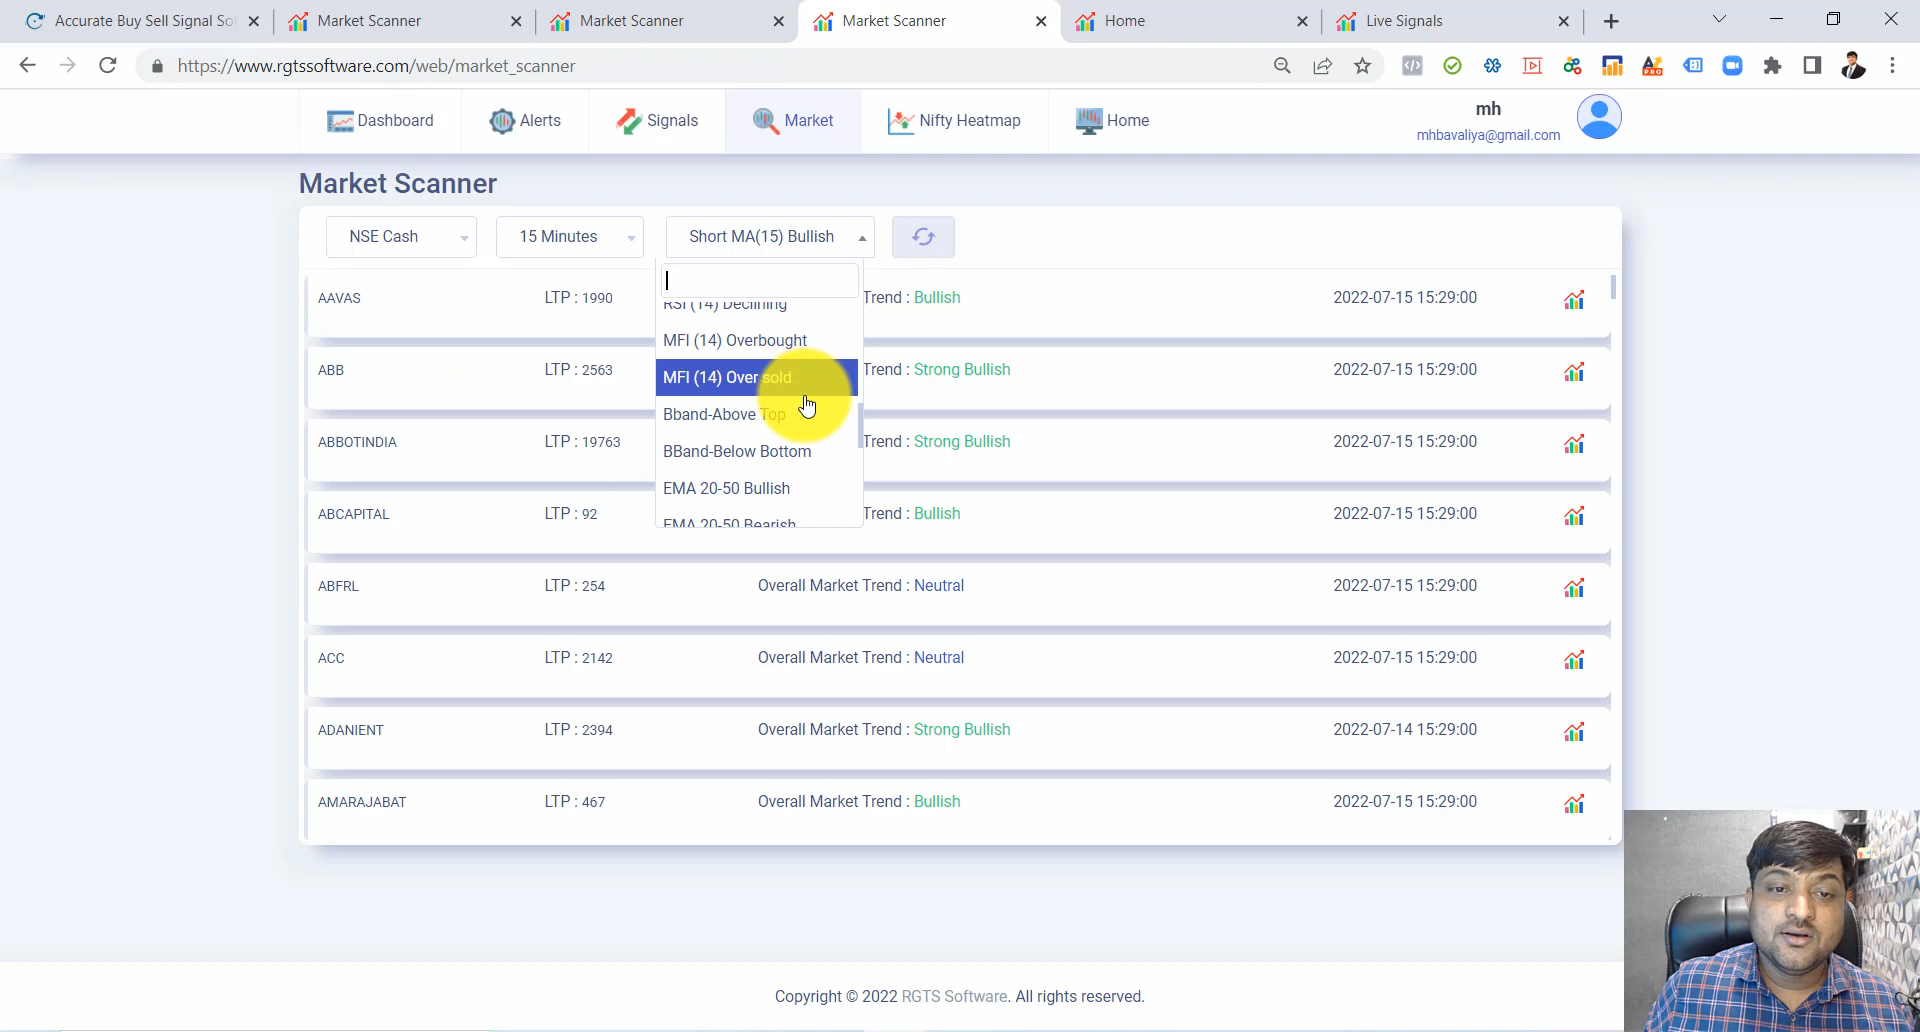 Accurate Buy Sell Signal So
Market Scanner
Market Scanner
Market Scanner
Home
Live Signals
https://www.rgtssoftware.com/web/market_scanner
PRO
Dashboard
Alerts
Signals
Market
Nifty Heatmap
Home
mh
mhbavaliya@gmail.com
Market Scanner
NSE Cash
15 Minutes
Short MA(15) Bullish
RSI (14) Declining
MFI (14) Overbought
MFI (14) Over sold
Bband-Above Top
BBand-Below Bottom
EMA 20-50 Bullish
EMA 20-50 Bearish
AAVAS LTP : 1990 Trend : Bullish 2022-07-15 15:29:00
ABB LTP : 2563 Trend : Strong Bullish 2022-07-15 15:29:00
ABBOTINDIA LTP : 19763 Trend : Strong Bullish 2022-07-15 15:29:00
ABCAPITAL LTP : 92 Trend : Bullish 2022-07-15 15:29:00
ABFRL LTP : 254 Overall Market Trend : Neutral 2022-07-15 15:29:00
ACC LTP : 2142 Overall Market Trend : Neutral 2022-07-15 15:29:00
ADANIENT LTP : 2394 Overall Market Trend : Strong Bullish 2022-07-14 15:29:00
AMARAJABAT LTP : 467 Overall Market Trend : Bullish 2022-07-15 15:29:00
Copyright © 2022 RGTS Software. All rights reserved.